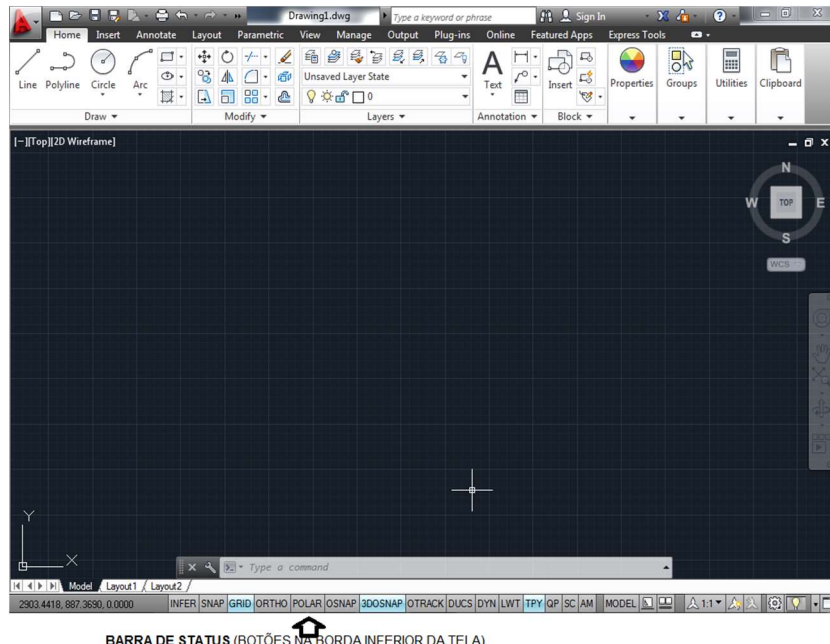 Drawing1.dwg Type a keyword or phrase Sign In
Home Insert Annotate Layout Parametric View Manage Output Plug-ins Online Featured Apps Express Tools
Unsaved Layer State
Line Polyline Circle Arc 0 Text Insert Properties Groups Utilities Clipboard
Draw Modify Layers Annotation Block
[−][Top][2D Wireframe]
N
W TOP E
S
WCS
Y
X
Type a command
Model Layout1 Layout2
2903.4418, 887.3690, 0.0000 INFER SNAP GRID ORTHO POLAR OSNAP 3DOSNAP OTRACK DUCS DYN LWT TPY QP SC AM MODEL 1:1
BARRA DE STATUS (BOTÕES NA BORDA INFERIOR DA TELA)